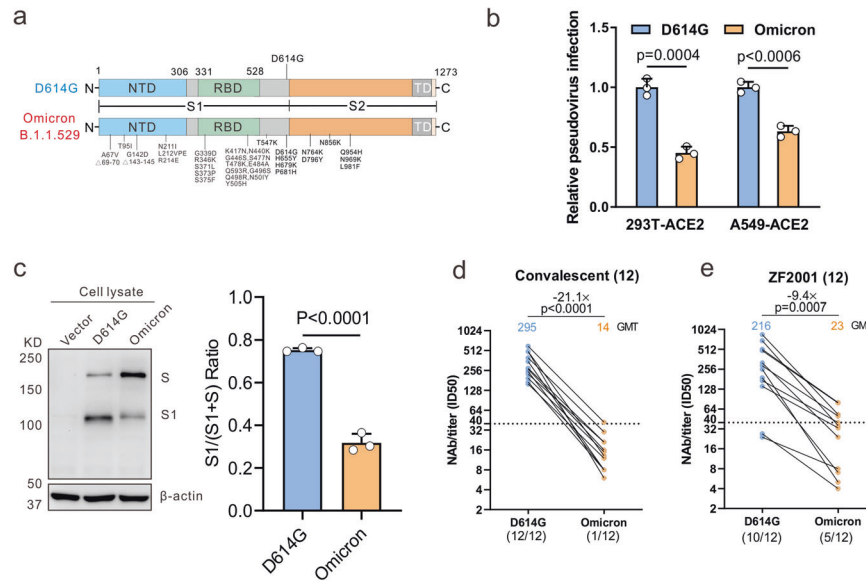 a
D614G
1 306 331 528 1273
D614G N- NTD RBD TD -C
S1 S2
Omicron
B.1.1.529
N- NTD RBD TD -C
A67V
△69-70
T95I
G142D
△143-145
N211I
L212VPE
R214E
G339D
R346K
S371L
S373P
S375F
K417N,N440K
G446S,S477N
T478K,E484A
Q593R,G496S
Q498R,N50IY
Y505H
T547K
D614G
H655Y
H679K
P681H
N764K
D796Y
N856K
Q954H
N969K
L981F
b
D614G Omicron
Relative pseudovirus infection
1.5
1.0
0.5
0.0
p=0.0004 p<0.0006
293T-ACE2 A549-ACE2
c
Cell lysate
Vector D614G Omicron
KD
250
150
100
50
37
S
S1
β-actin
S1/(S1+S) Ratio
1.0
0.8
0.6
0.4
0.2
0.0
P<0.0001
D614G Omicron
d
Convalescent (12)
-21.1×
p<0.0001
295 14 GMT
NAb/titer (ID50)
1024
512
256
128
64
40
32
16
8
4
2
D614G Omicron
(12/12) (1/12)
e
ZF2001 (12)
-9.4×
p=0.0007
216 23 GMT
NAb/titer (ID50)
1024
512
256
128
64
40
32
16
8
4
2
D614G Omicron
(10/12) (5/12)